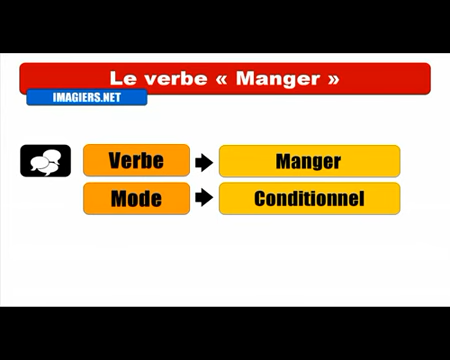 Le verbe « Manger »
IMAGIERS.NET
Verbe Manger
Mode Conditionnel